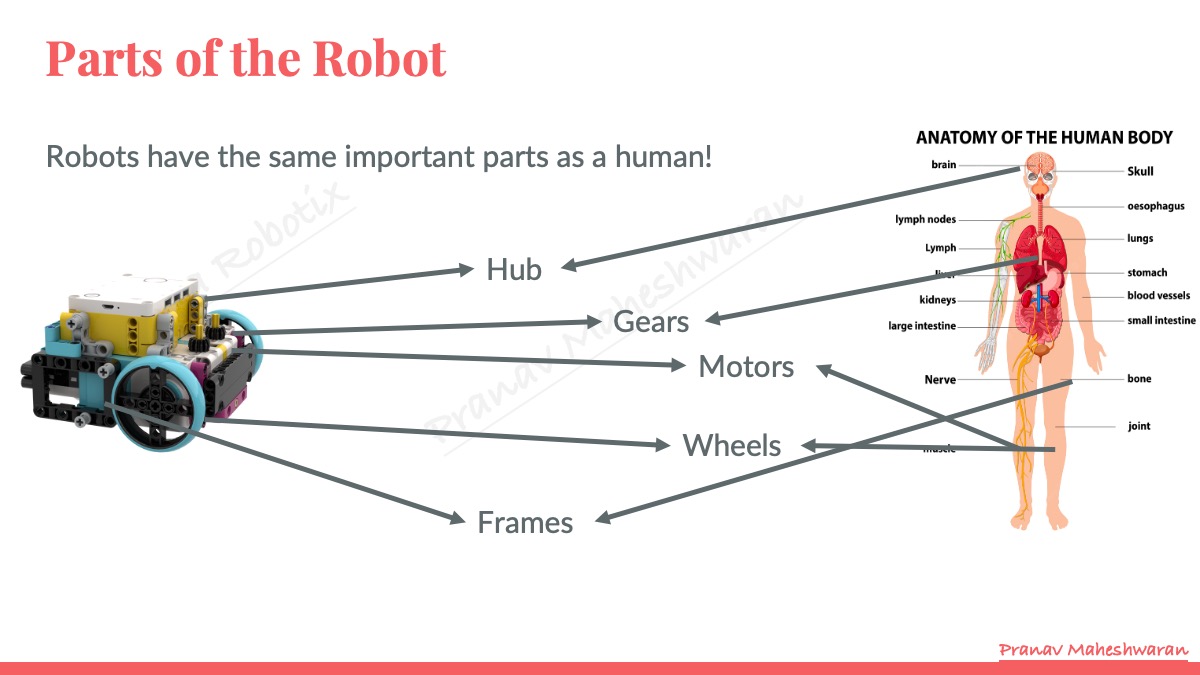 Parts of the Robot
Robots have the same important parts as a human!
ANATOMY OF THE HUMAN BODY
brain
Skull
oesophagus
lymph nodes
lungs
Lymph
liver
stomach
kidneys
blood vessels
large intestine
small intestine
Nerve
bone
joint
muscle
Hub
Gears
Motors
Wheels
Frames
Robotix
Pranav Maheshwaran
Pranav Maheshwaran